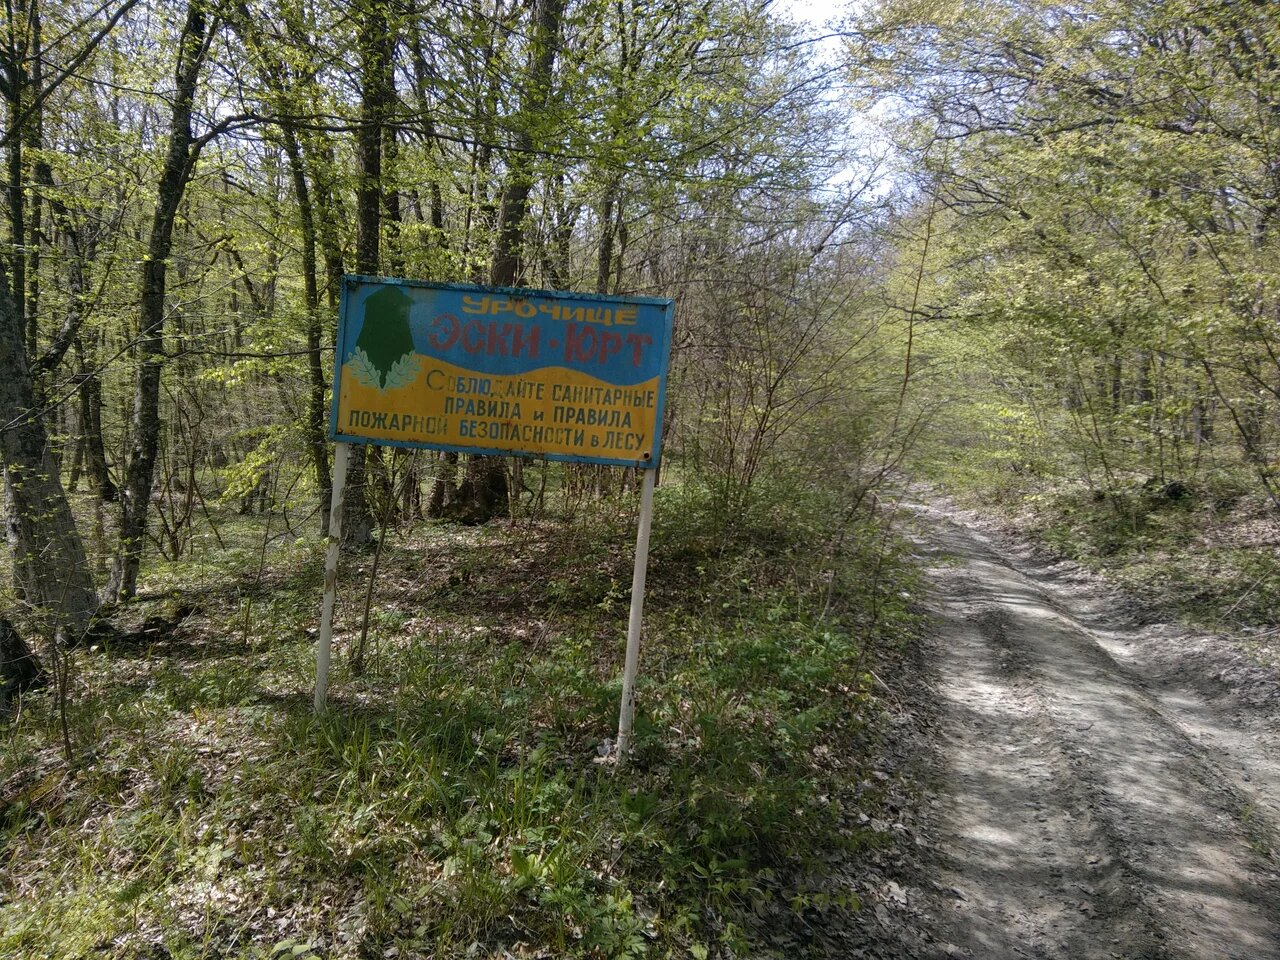 УРОЧИЩЕ
ЭСКИ-ЮРТ
СОБЛЮДАЙТЕ САНИТАРНЫЕ
ПРАВИЛА и ПРАВИЛА
ПОЖАРНОЙ БЕЗОПАСНОСТИ в ЛЕСУ